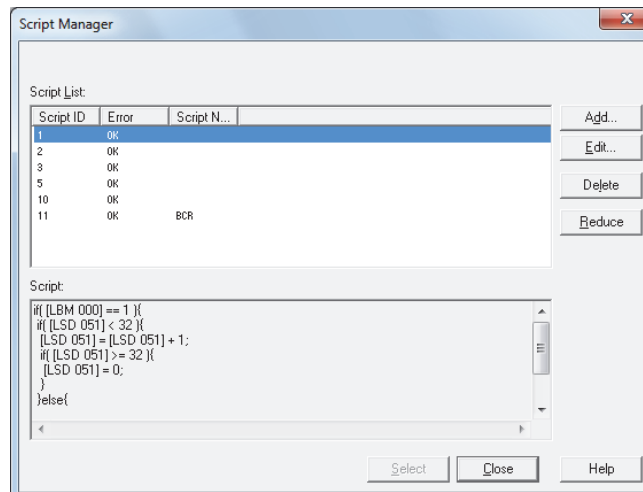 Script Manager
Script List:
Script ID Error Script N...
1 OK
2 OK
3 OK
5 OK
10 OK
11 OK BCR
Add...
Edit...
Delete
Reduce
Script:
if( [LBM 000] == 1 ){
if( [LSD 051] < 32 ){
[LSD 051] = [LSD 051] + 1;
if( [LSD 051] >= 32 ){
[LSD 051] = 0;
}
}else{
Select Close Help